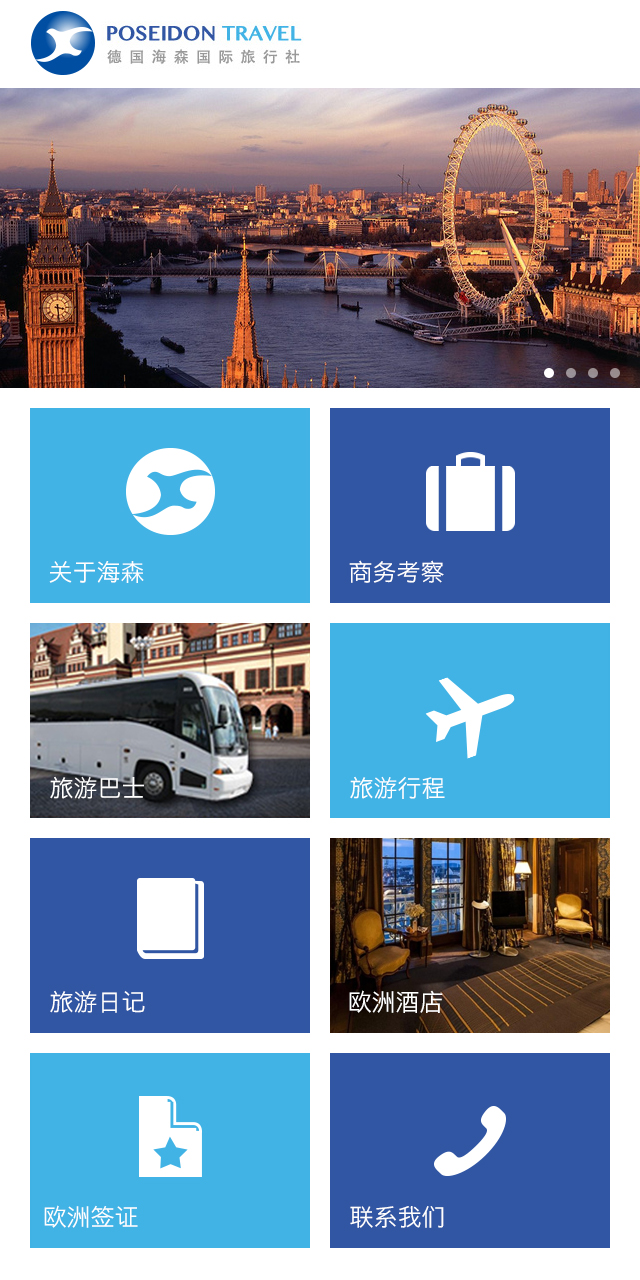 POSEIDON TRAVEL
德国海森国际旅行社
关于海森
商务考察
旅游巴士
旅游行程
旅游日记
欧洲酒店
欧洲签证
联系我们